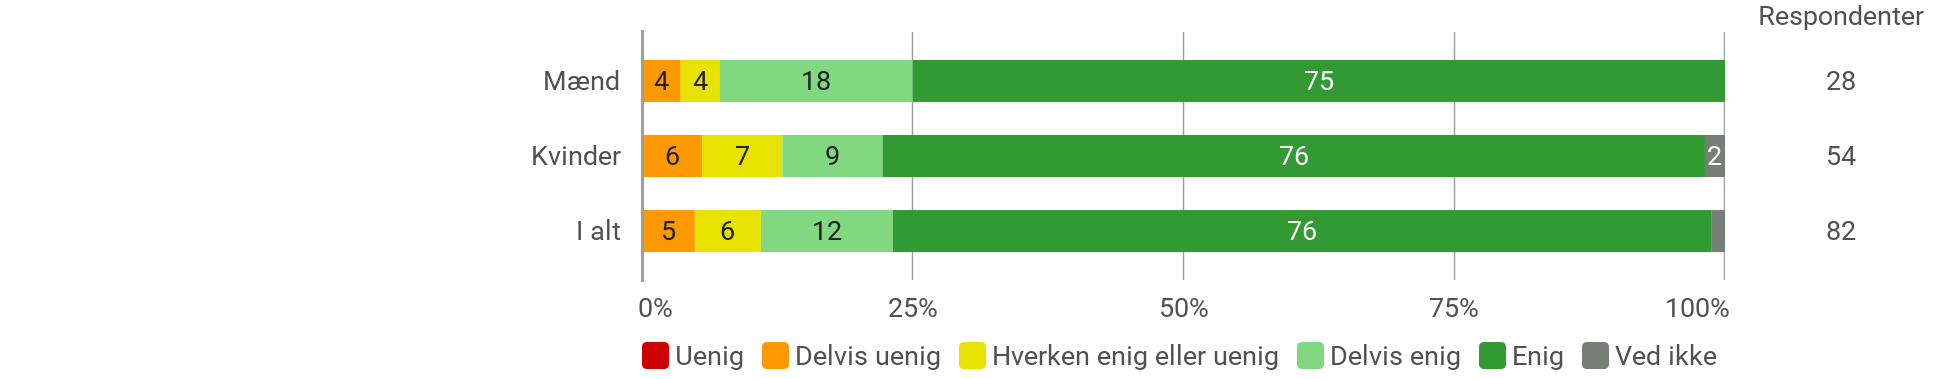 Respondenter
Mænd 4 4 18 75 28
Kvinder 6 7 9 76 2 54
I alt 5 6 12 76 82
0% 25% 50% 75% 100%
Uenig Delvis uenig Hverken enig eller uenig Delvis enig Enig Ved ikke